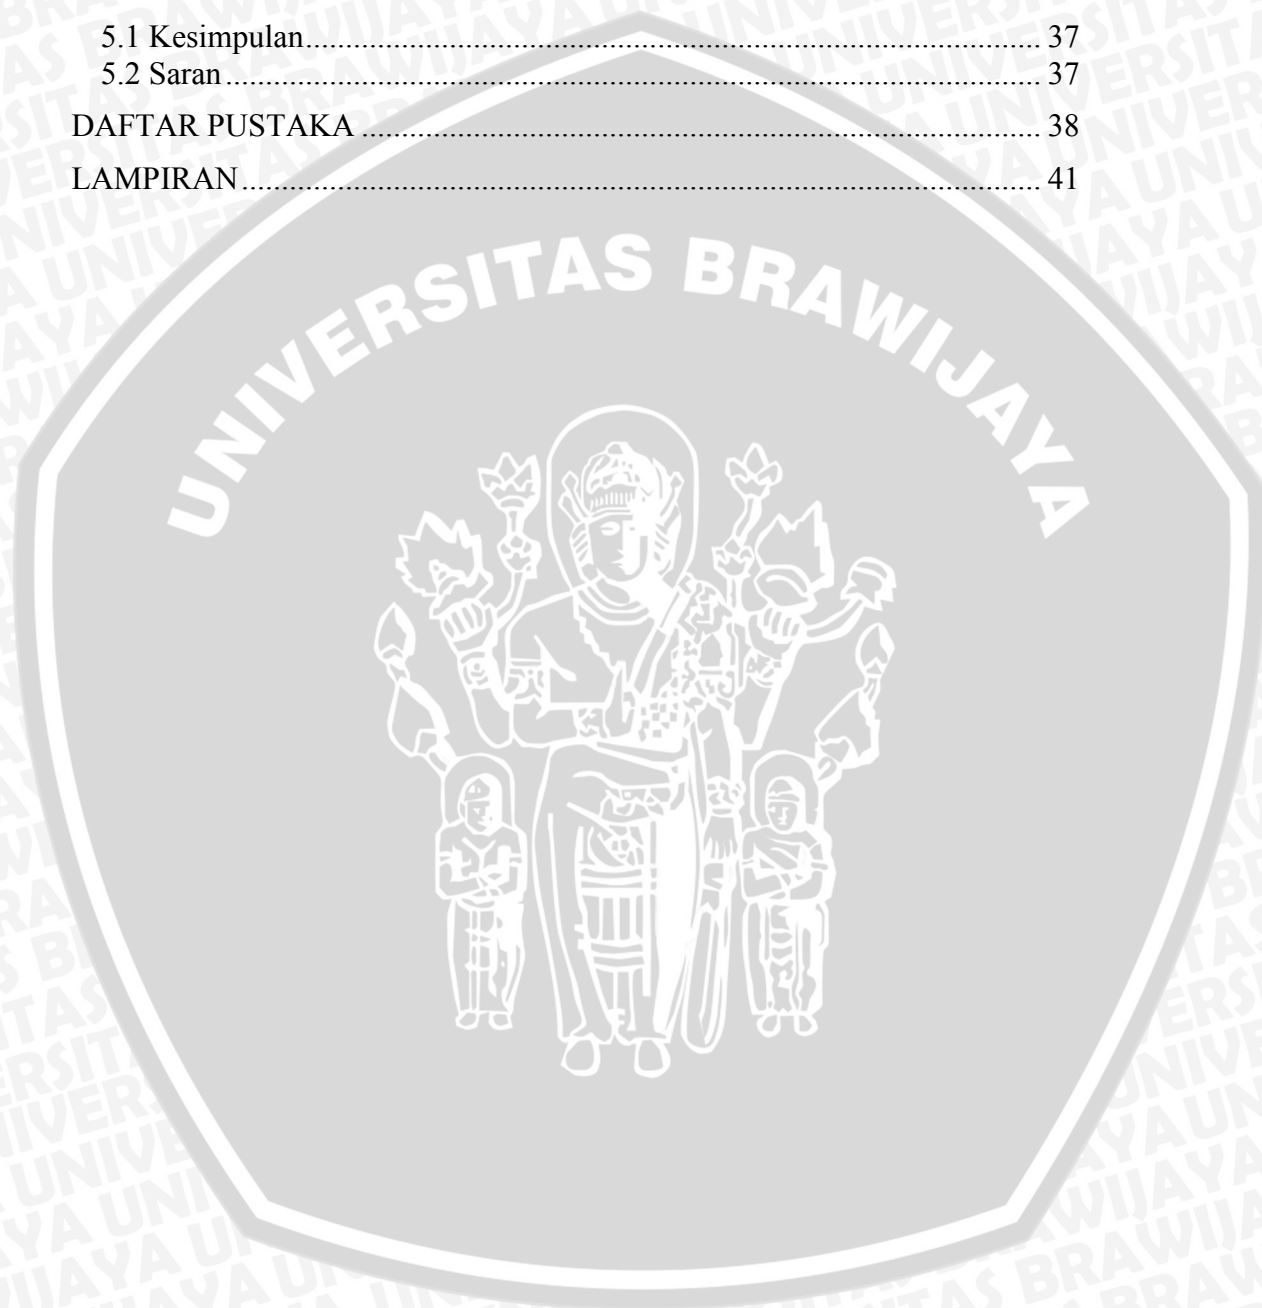 5.1 Kesimpulan............................................................................................. 37
5.2 Saran ...................................................................................................... 37
DAFTAR PUSTAKA ..................................................................................... 38
LAMPIRAN.................................................................................................... 41
UNIVERSITAS BRAWIJAYA